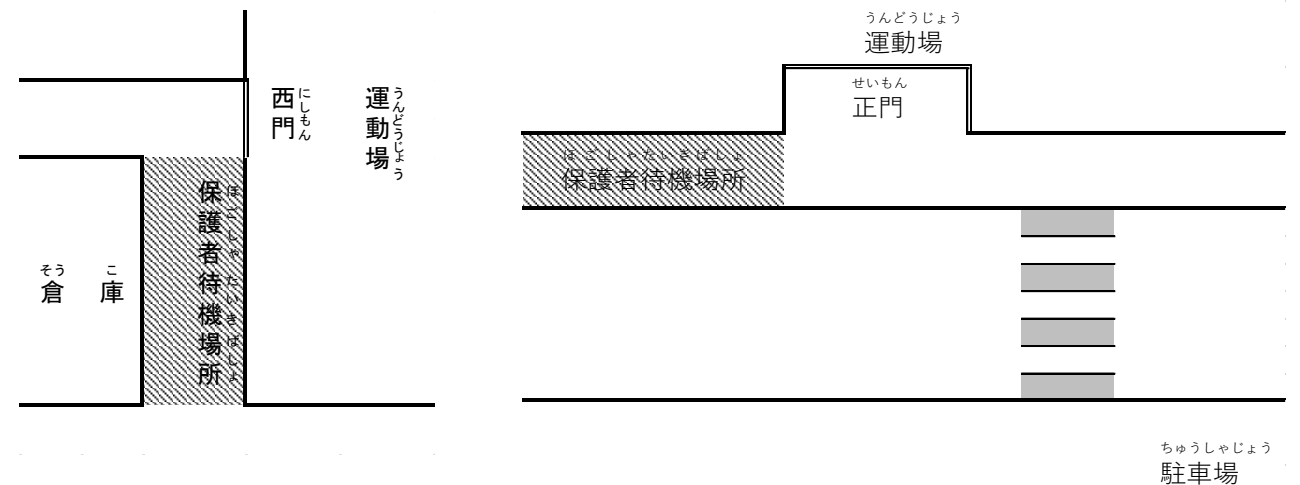 西門
にしもん
運動場
うんどうじょう
保護者待機場所
ほごしゃたいきばしょ
そうこ
倉庫
うんどうじょう
運動場
せいもん
正門
ほごしゃたいきばしょ
保護者待機場所
ちゅうしゃじょう
駐車場